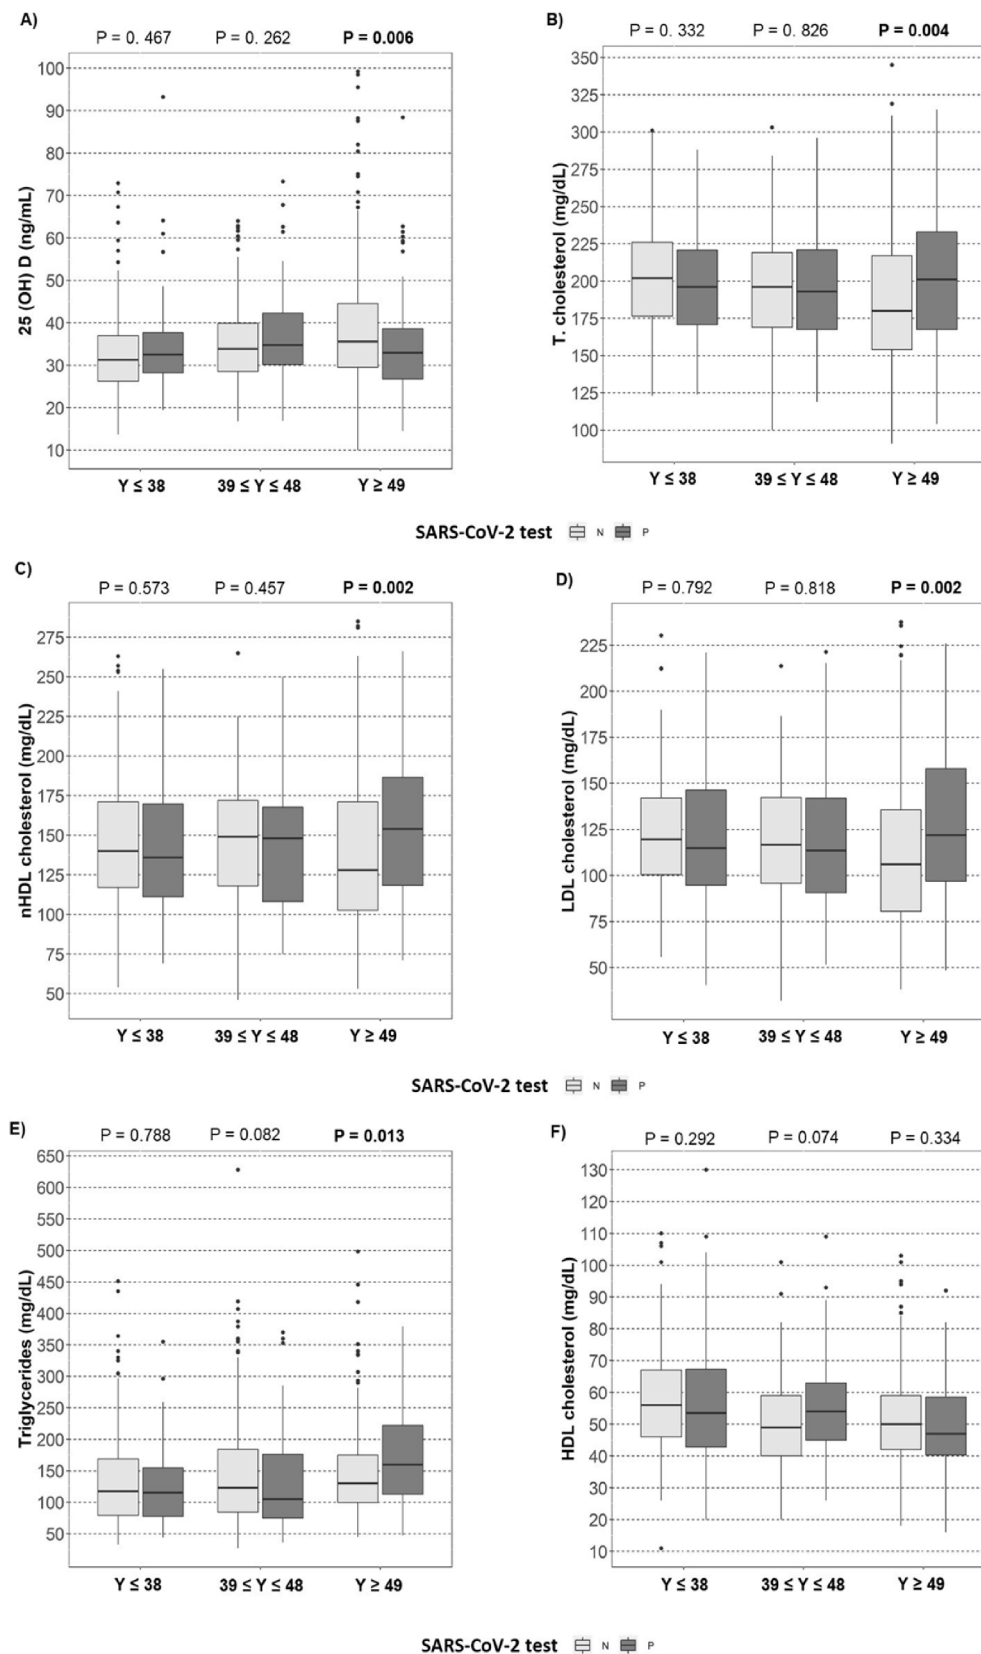 A)
P = 0. 467 P = 0. 262 P = 0.006
25 (OH) D (ng/mL)
100
90
80
70
60
50
40
30
20
10
Y ≤ 38 39 ≤ Y ≤ 48 Y ≥ 49
B)
P = 0. 332 P = 0. 826 P = 0.004
T. cholesterol (mg/dL)
350
325
300
275
250
225
200
175
150
125
100
Y ≤ 38 39 ≤ Y ≤ 48 Y ≥ 49
SARS-CoV-2 test N P
C)
P = 0.573 P = 0.457 P = 0.002
nHDL cholesterol (mg/dL)
275
250
225
200
175
150
125
100
75
50
Y ≤ 38 39 ≤ Y ≤ 48 Y ≥ 49
D)
P = 0.792 P = 0.818 P = 0.002
LDL cholesterol (mg/dL)
225
200
175
150
125
100
75
50
Y ≤ 38 39 ≤ Y ≤ 48 Y ≥ 49
SARS-CoV-2 test N P
E)
P = 0.788 P = 0.082 P = 0.013
Triglycerides (mg/dL)
650
600
550
500
450
400
350
300
250
200
150
100
50
Y ≤ 38 39 ≤ Y ≤ 48 Y ≥ 49
F)
P = 0.292 P = 0.074 P = 0.334
HDL cholesterol (mg/dL)
130
120
110
100
90
80
70
60
50
40
30
20
10
Y ≤ 38 39 ≤ Y ≤ 48 Y ≥ 49
SARS-CoV-2 test N P